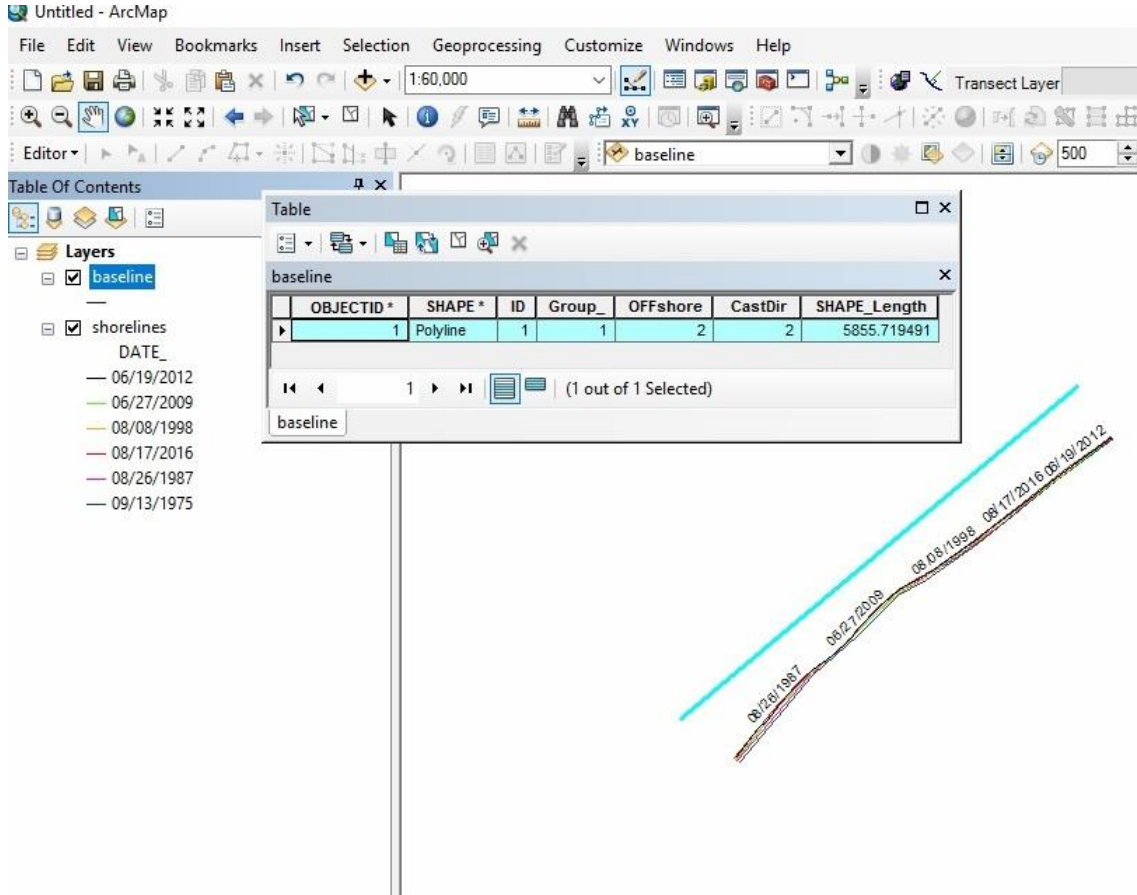 Untitled - ArcMap
File Edit View Bookmarks Insert Selection Geoprocessing Customize Windows Help
1:60,000 Transect Layer
Editor baseline 500
Table Of Contents
Table
Layers
baseline
baseline
OBJECTID * SHAPE * ID Group_ OFFshore CastDir SHAPE_Length
1 Polyline 1 1 2 2 5855.719491
shorelines
DATE_
06/19/2012
06/27/2009
08/08/1998
08/17/2016
08/26/1987
09/13/1975
1 (1 out of 1 Selected)
baseline
06/19/2012
08/17/2016
08/08/1998
06/27/2009
08/26/1987